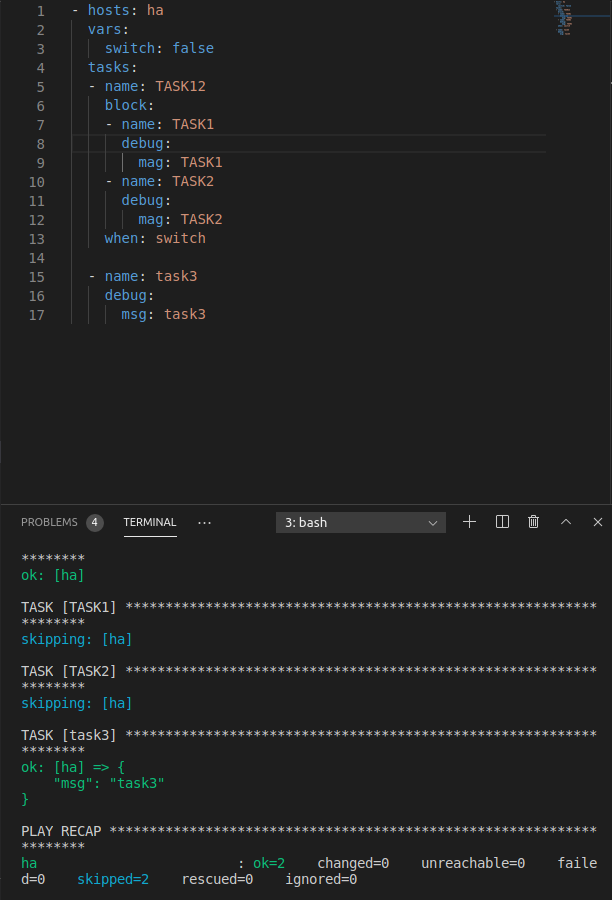 1 - hosts: ha
2 vars:
3 switch: false
4 tasks:
5 - name: TASK12
6 block:
7 - name: TASK1
8 debug:
9 mag: TASK1
10 - name: TASK2
11 debug:
12 mag: TASK2
13 when: switch
14
15 - name: task3
16 debug:
17 msg: task3
PROBLEMS 4 TERMINAL ··· 3: bash
********
ok: [ha]
TASK [TASK1] ***********************************************************
********
skipping: [ha]
TASK [TASK2] ***********************************************************
********
skipping: [ha]
TASK [task3] ***********************************************************
********
ok: [ha] => {
"msg": "task3"
}
PLAY RECAP *************************************************************
********
ha : ok=2 changed=0 unreachable=0 faile
d=0 skipped=2 rescued=0 ignored=0